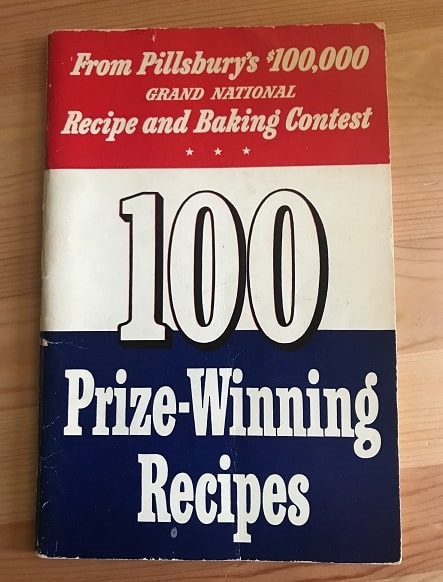 From Pillsbury's $100,000
GRAND NATIONAL
Recipe and Baking Contest
100
Prize-Winning
Recipes